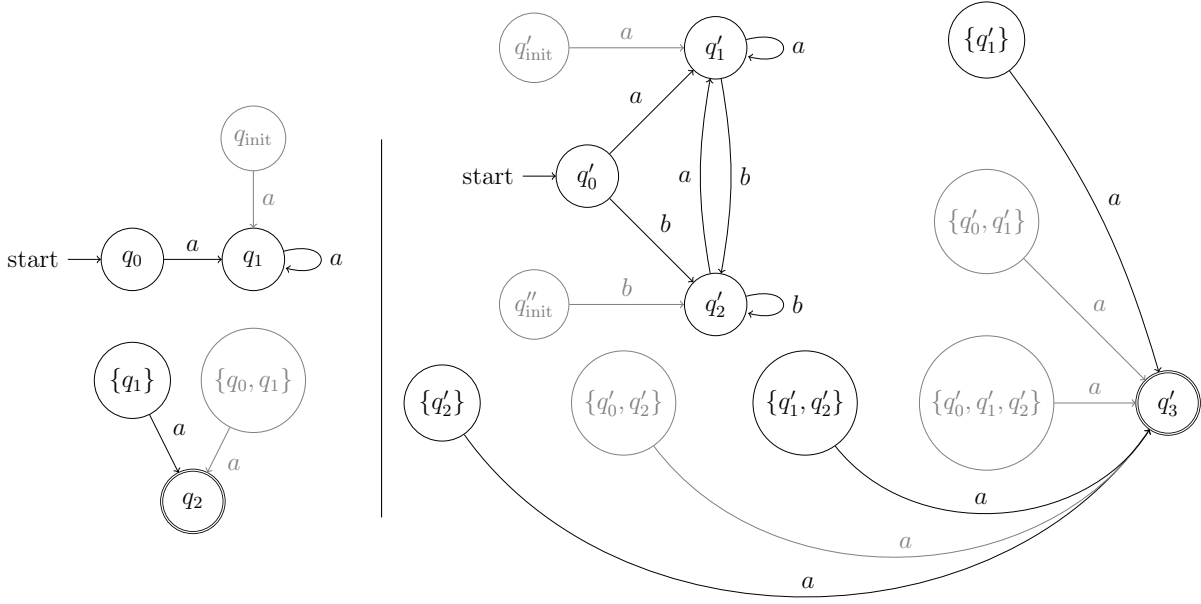 q_init
a
start
q_0
a
q_1
a
{q_1}
{q_0, q_1}
a
a
q_2
q'_init
a
q'_1
a
a
start
q'_0
a
b
b
q''_init
b
q'_2
b
{q'_1}
a
{q'_0, q'_1}
a
{q'_2}
{q'_0, q'_2}
{q'_1, q'_2}
{q'_0, q'_1, q'_2}
a
q'_3
a
a
a